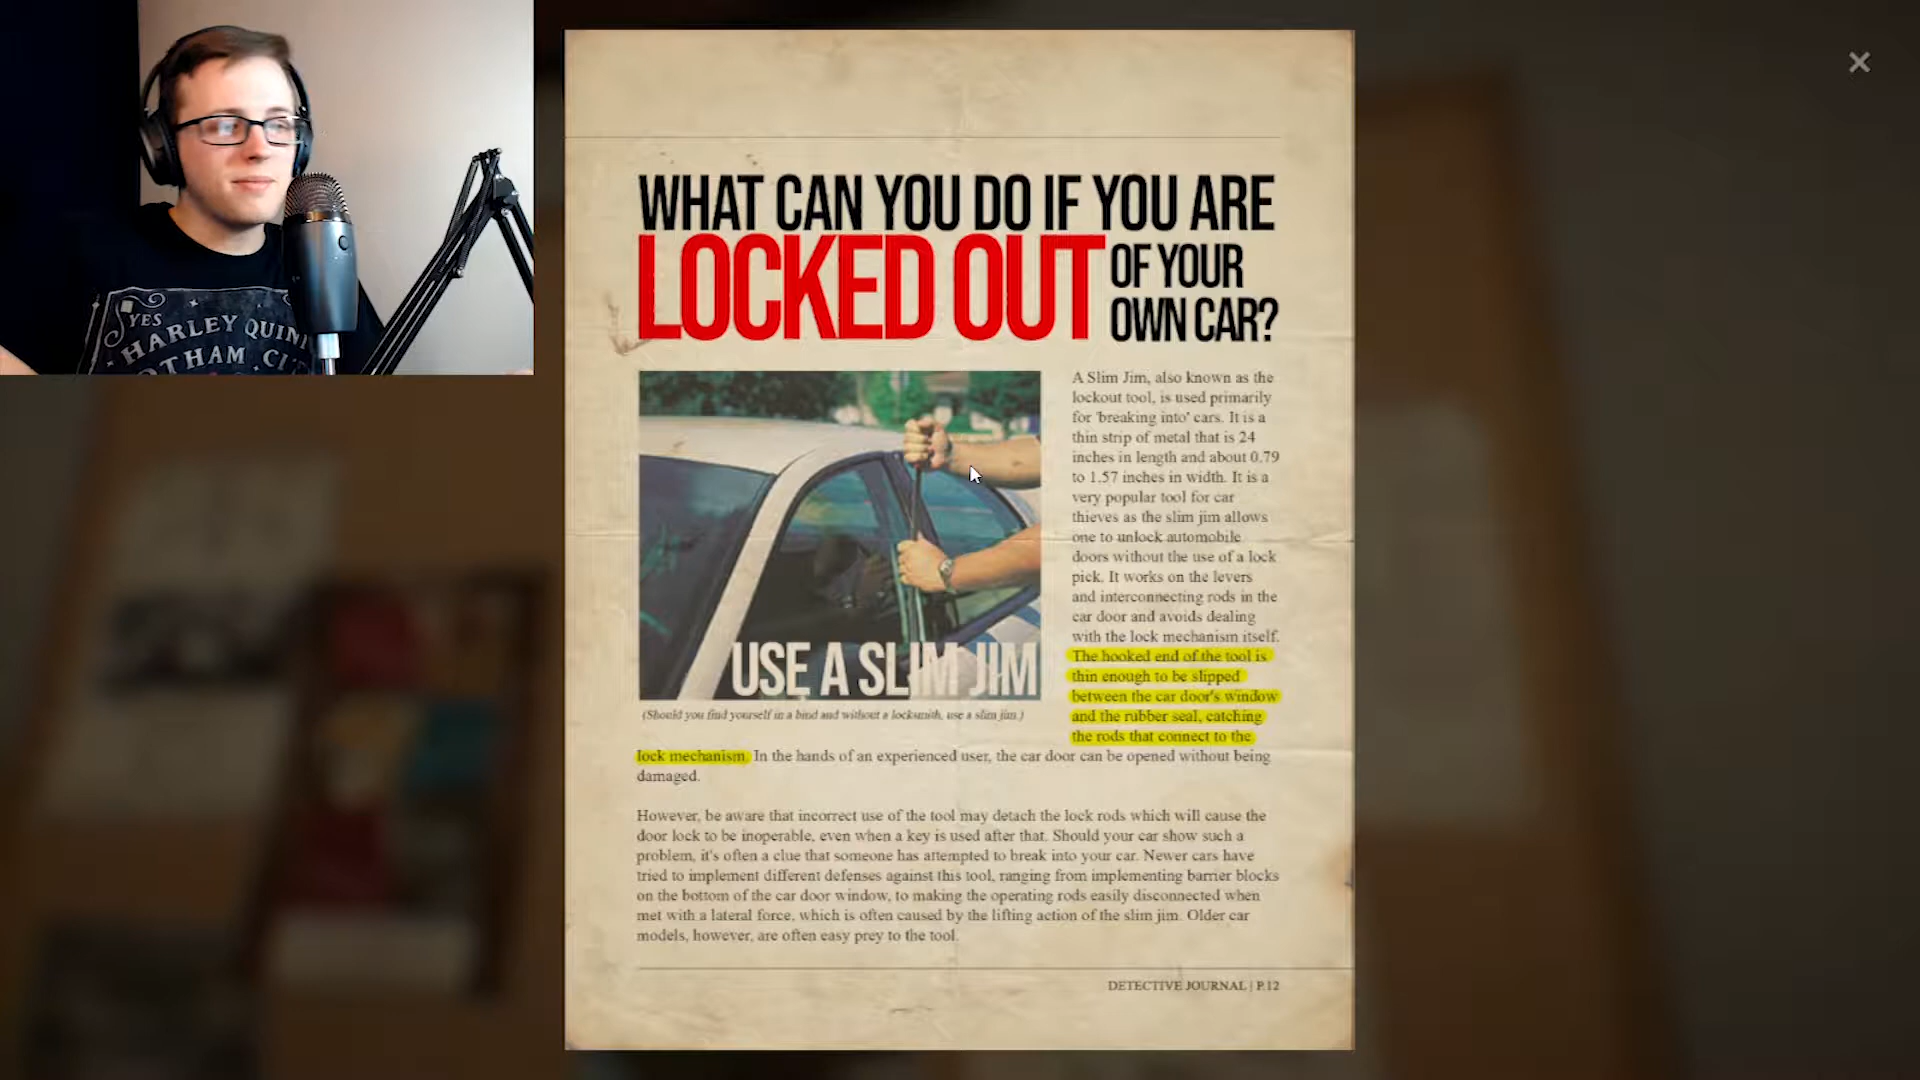 YES
HARLEY QUIN
OTHAM CI
WHAT CAN YOU DO IF YOU ARE
LOCKED OUT
OF YOUR
OWN CAR?
USE A SLIM JIM
(Should you find yourself in a bind and without a locksmith, use a slim jim.)
A Slim Jim, also known as the
lockout tool, is used primarily
for 'breaking into' cars. It is a
thin strip of metal that is 24
inches in length and about 0.79
to 1.57 inches in width. It is a
very popular tool for car
thieves as the slim jim allows
one to unlock automobile
doors without the use of a lock
pick. It works on the levers
and interconnecting rods in the
car door and avoids dealing
with the lock mechanism itself.
The hooked end of the tool is
thin enough to be slipped
between the car door's window
and the rubber seal, catching
the rods that connect to the
lock mechanism. In the hands of an experienced user, the car door can be opened without being
damaged.
However, be aware that incorrect use of the tool may detach the lock rods which will cause the
door lock to be inoperable, even when a key is used after that. Should your car show such a
problem, it's often a clue that someone has attempted to break into your car. Newer cars have
tried to implement different defenses against this tool, ranging from implementing barrier blocks
on the bottom of the car door window, to making the operating rods easily disconnected when
met with a lateral force, which is often caused by the lifting action of the slim jim. Older car
models, however, are often easy prey to the tool.
DETECTIVE JOURNAL | P.12